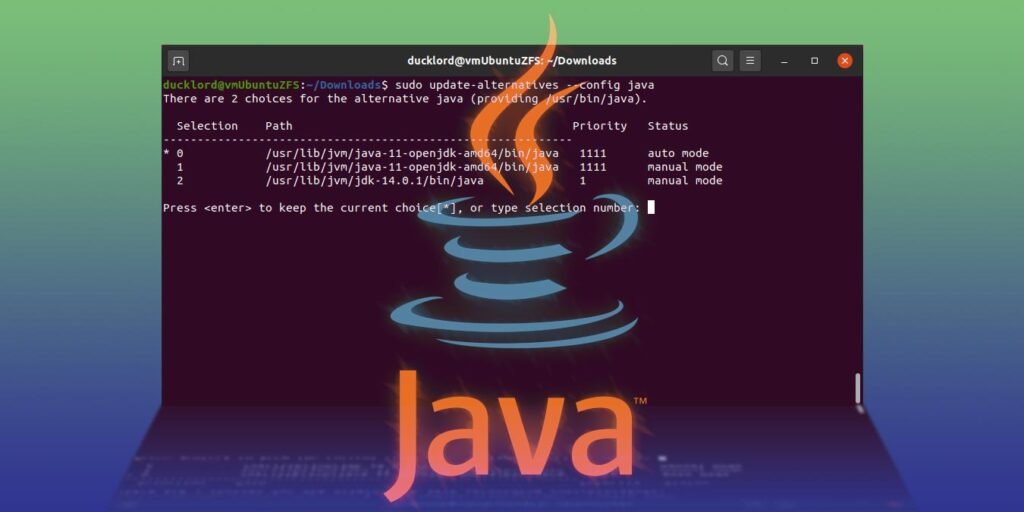 ducklord@vmUbuntuZFS: ~/Downloads
ducklord@vmUbuntuZFS:~/Downloads$ sudo update-alternatives --config java
There are 2 choices for the alternative java (providing /usr/bin/java).
Selection Path Priority Status
------------------------------------------------------------
* 0 /usr/lib/jvm/java-11-openjdk-amd64/bin/java 1111 auto mode
1 /usr/lib/jvm/java-11-openjdk-amd64/bin/java 1111 manual mode
2 /usr/lib/jvm/jdk-14.0.1/bin/java 1 manual mode
Press <enter> to keep the current choice[*], or type selection number:
Java™